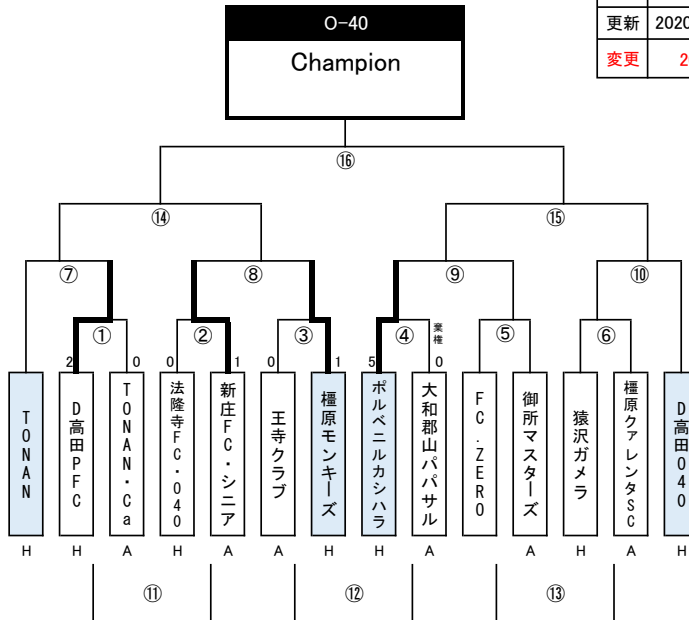 O-40
Champion
更新 2020
変更 2
⑯
⑭ ⑮
⑦ ⑧ ⑨ ⑩
① ② ③ ④ 棄権 ⑤ ⑥
2 0 0 1 0 1 5 0
TONAN
D高田PFC
TONAN・Ca
法隆寺FC・O40
新庄FC・シニア
王寺クラブ
橿原モンキーズ
ポルベニルカシハラ
大和郡山パパサル
FC.ZERO
御所マスターズ
猿沢ガメラ
橿原クァレンタSC
D高田O40
H H A H A A H H A A H A H
⑪ ⑫ ⑬